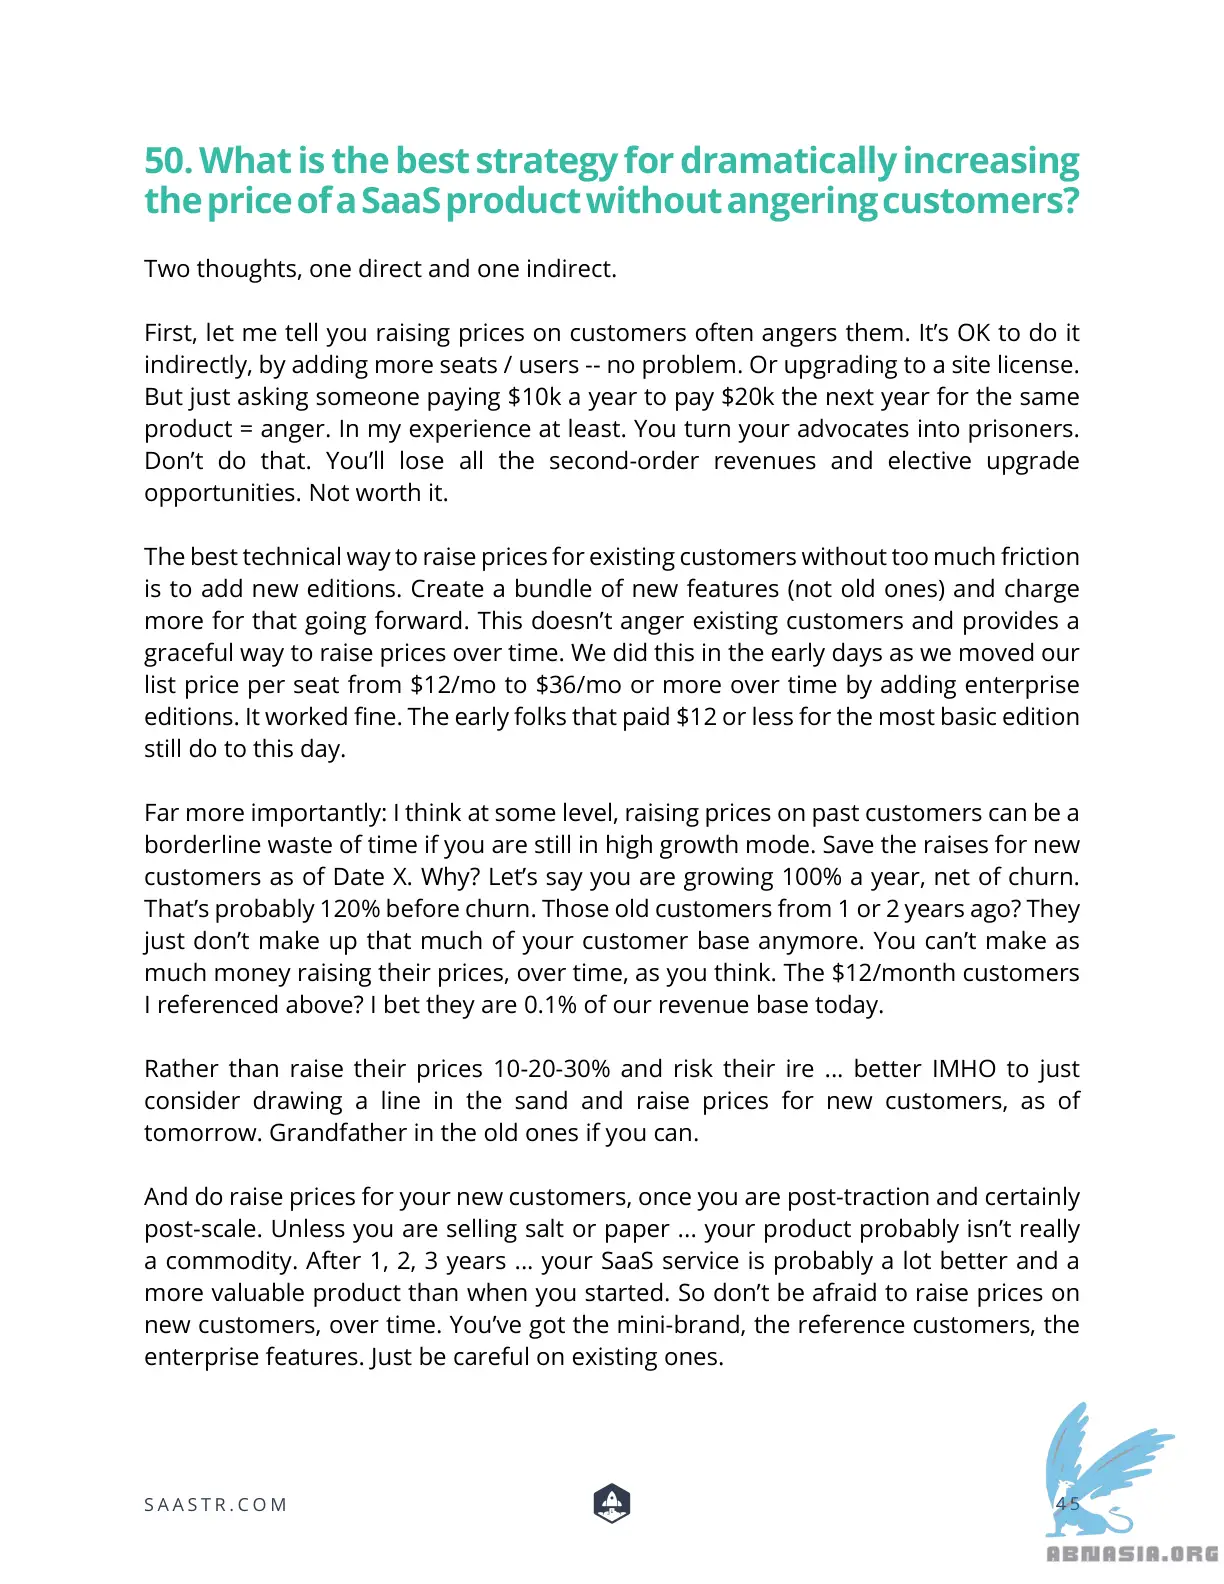 50. What is the best strategy for dramatically increasing
the price of a SaaS product without angering customers?
Two thoughts, one direct and one indirect.
First, let me tell you raising prices on customers often angers them. It’s OK to do it
indirectly, by adding more seats / users -- no problem. Or upgrading to a site license.
But just asking someone paying $10k a year to pay $20k the next year for the same
product = anger. In my experience at least. You turn your advocates into prisoners.
Don’t do that. You’ll lose all the second-order revenues and elective upgrade
opportunities. Not worth it.
The best technical way to raise prices for existing customers without too much friction
is to add new editions. Create a bundle of new features (not old ones) and charge
more for that going forward. This doesn’t anger existing customers and provides a
graceful way to raise prices over time. We did this in the early days as we moved our
list price per seat from $12/mo to $36/mo or more over time by adding enterprise
editions. It worked fine. The early folks that paid $12 or less for the most basic edition
still do to this day.
Far more importantly: I think at some level, raising prices on past customers can be a
borderline waste of time if you are still in high growth mode. Save the raises for new
customers as of Date X. Why? Let’s say you are growing 100% a year, net of churn.
That’s probably 120% before churn. Those old customers from 1 or 2 years ago? They
just don’t make up that much of your customer base anymore. You can’t make as
much money raising their prices, over time, as you think. The $12/month customers
I referenced above? I bet they are 0.1% of our revenue base today.
Rather than raise their prices 10-20-30% and risk their ire ... better IMHO to just
consider drawing a line in the sand and raise prices for new customers, as of
tomorrow. Grandfather in the old ones if you can.
And do raise prices for your new customers, once you are post-traction and certainly
post-scale. Unless you are selling salt or paper ... your product probably isn’t really
a commodity. After 1, 2, 3 years ... your SaaS service is probably a lot better and a
more valuable product than when you started. So don’t be afraid to raise prices on
new customers, over time. You’ve got the mini-brand, the reference customers, the
enterprise features. Just be careful on existing ones.
SAASTR.COM
45
ABNASIA.ORG